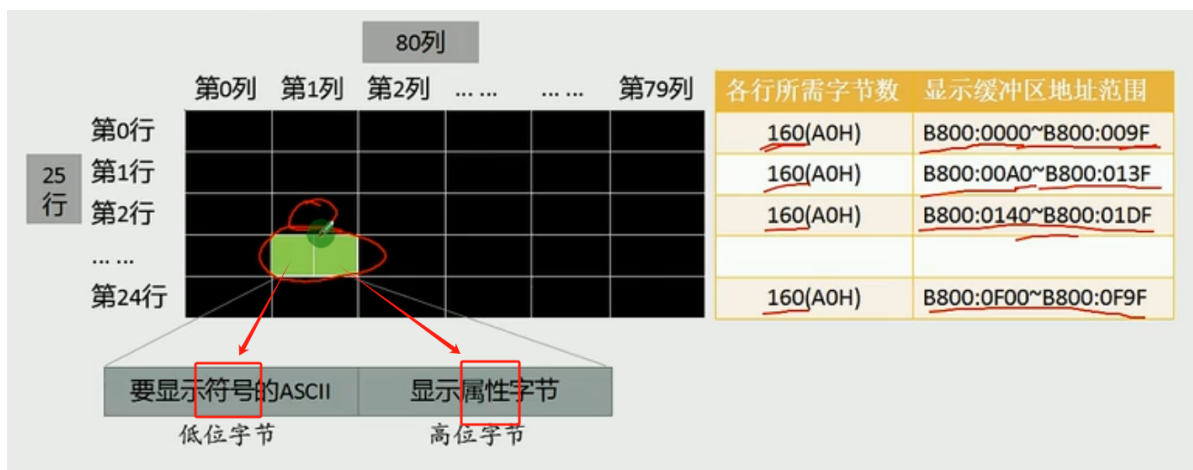 80列
第0列 第1列 第2列 …… …… 第79列
各行所需字节数 显示缓冲区地址范围
第0行 160(A0H) B800:0000~B800:009F
25行
第1行 160(A0H) B800:00A0~B800:013F
第2行 160(A0H) B800:0140~B800:01DF
……
第24行 160(A0H) B800:0F00~B800:0F9F
要显示符号的ASCII 显示属性字节
低位字节 高位字节